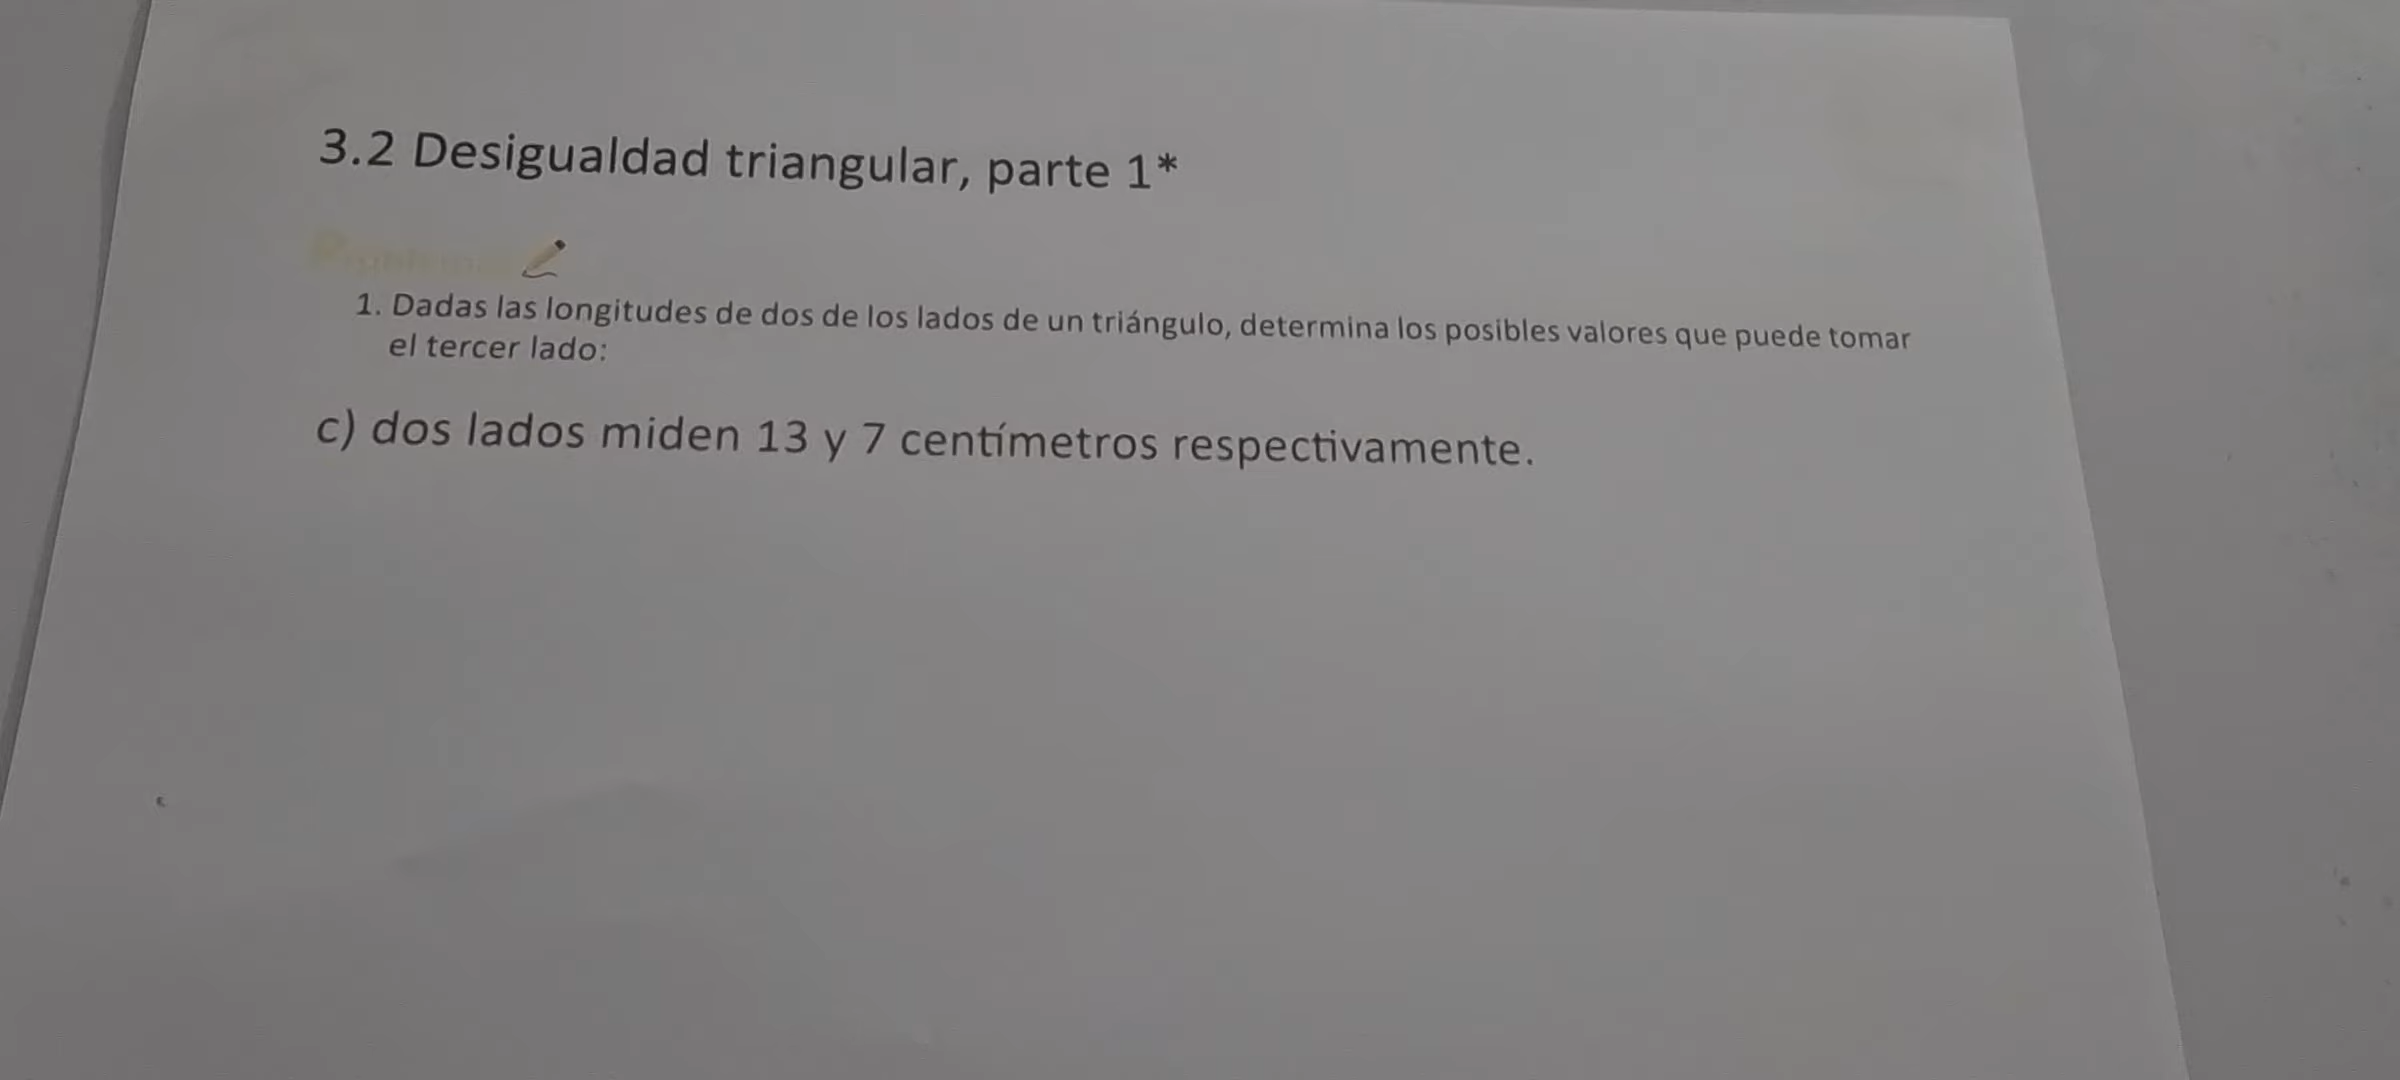 3.2 Desigualdad triangular, parte 1*
1. Dadas las longitudes de dos de los lados de un triángulo, determina los posibles valores que puede tomar
el tercer lado:
c) dos lados miden 13 y 7 centímetros respectivamente.